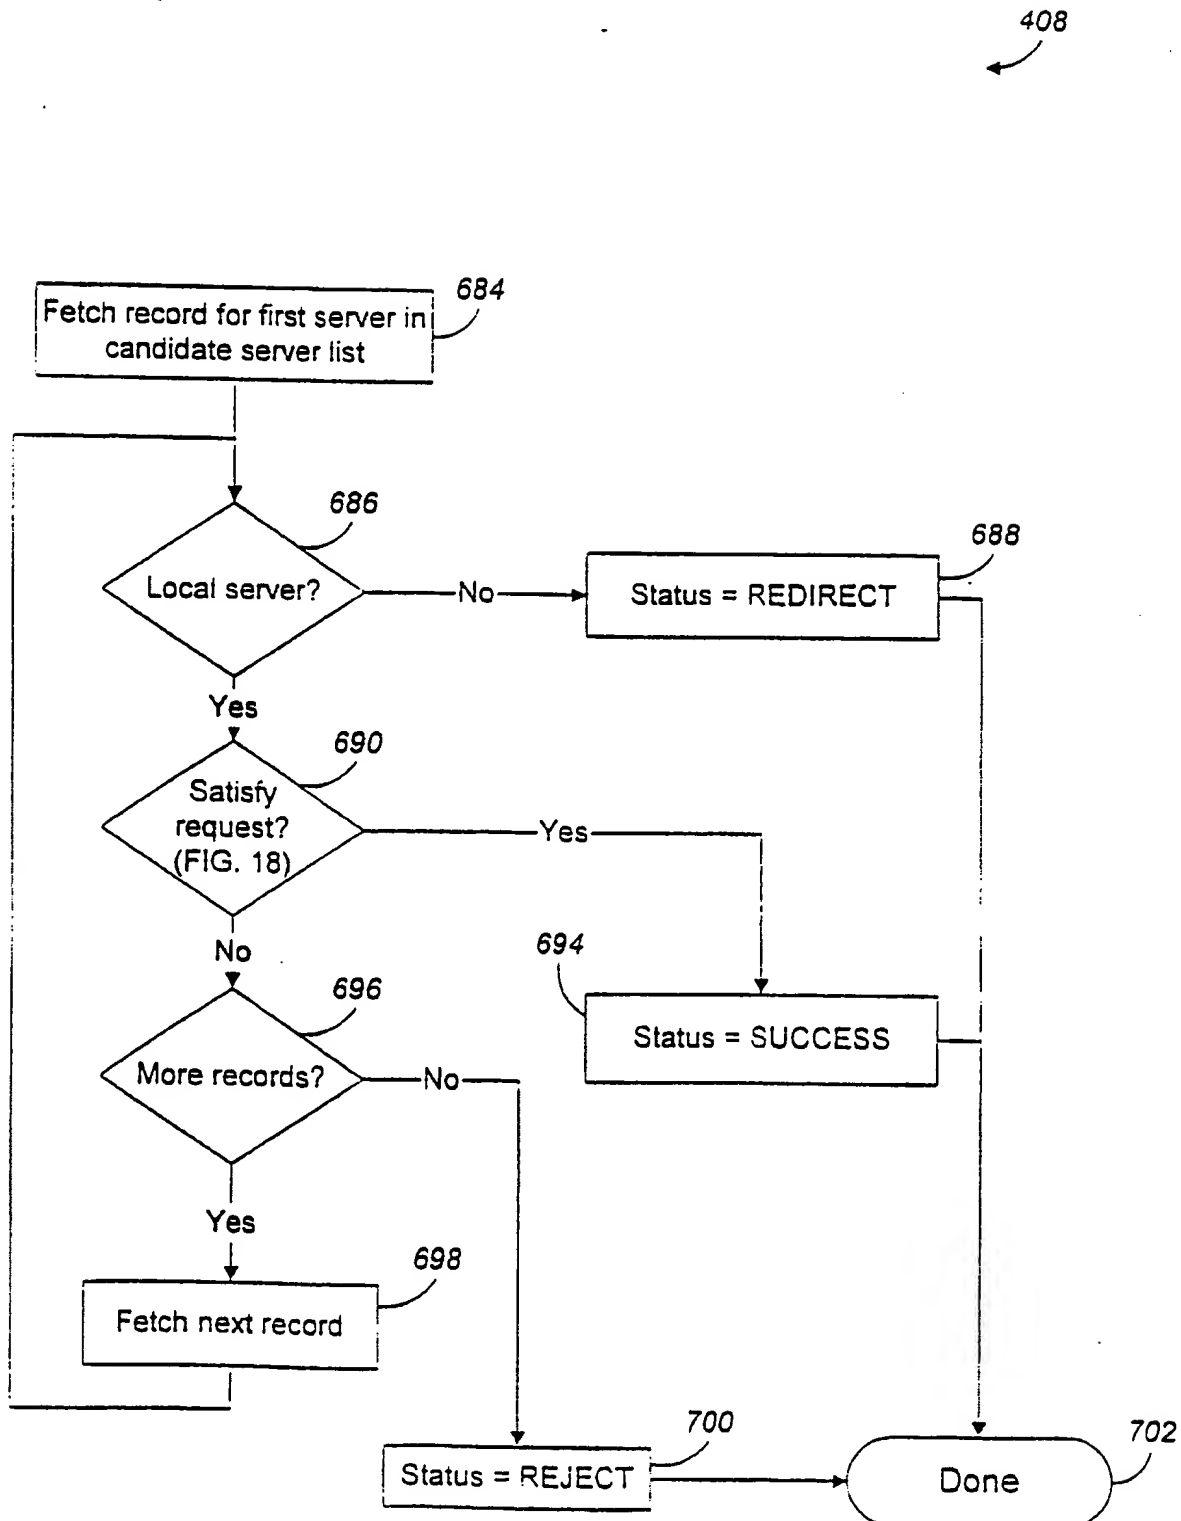 408
684
Fetch record for first server in
candidate server list
686
Local server?
No
688
Status = REDIRECT
Yes
690
Satisfy
request?
(FIG. 18)
Yes
No
694
Status = SUCCESS
696
More records?
No
Yes
698
Fetch next record
700
Status = REJECT
702
Done